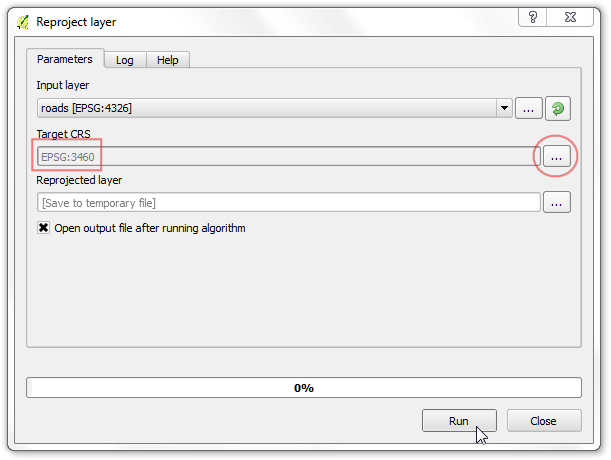 Reproject layer
Parameters Log Help
Input layer
roads [EPSG:4326]
...
Target CRS
EPSG:3460
...
Reprojected layer
[Save to temporary file]
...
Open output file after running algorithm
0%
Run Close